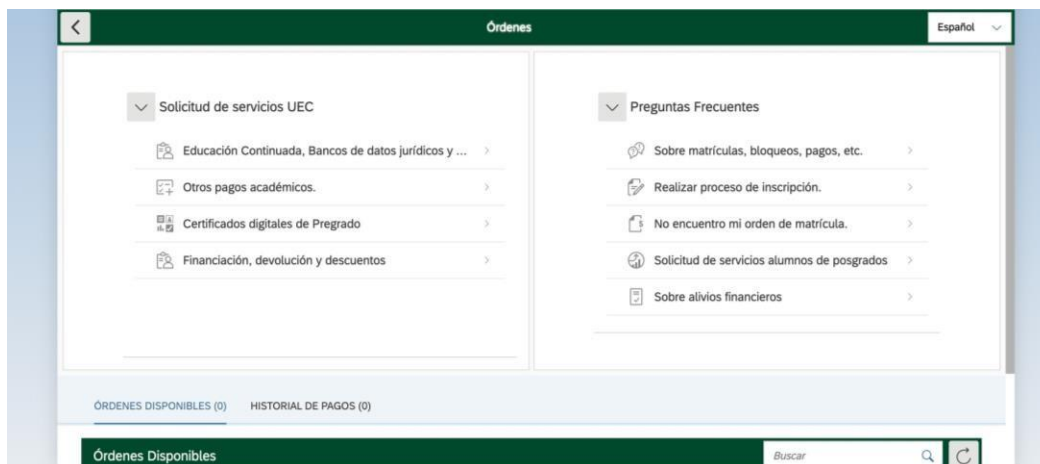 Órdenes
Español
Solicitud de servicios UEC
Educación Continuada, Bancos de datos jurídicos y ...
Otros pagos académicos.
Certificados digitales de Pregrado
Financiación, devolución y descuentos
Preguntas Frecuentes
Sobre matrículas, bloqueos, pagos, etc.
Realizar proceso de inscripción.
No encuentro mi orden de matrícula.
Solicitud de servicios alumnos de posgrados
Sobre alivios financieros
ÓRDENES DISPONIBLES (0) HISTORIAL DE PAGOS (0)
Órdenes Disponibles
Buscar